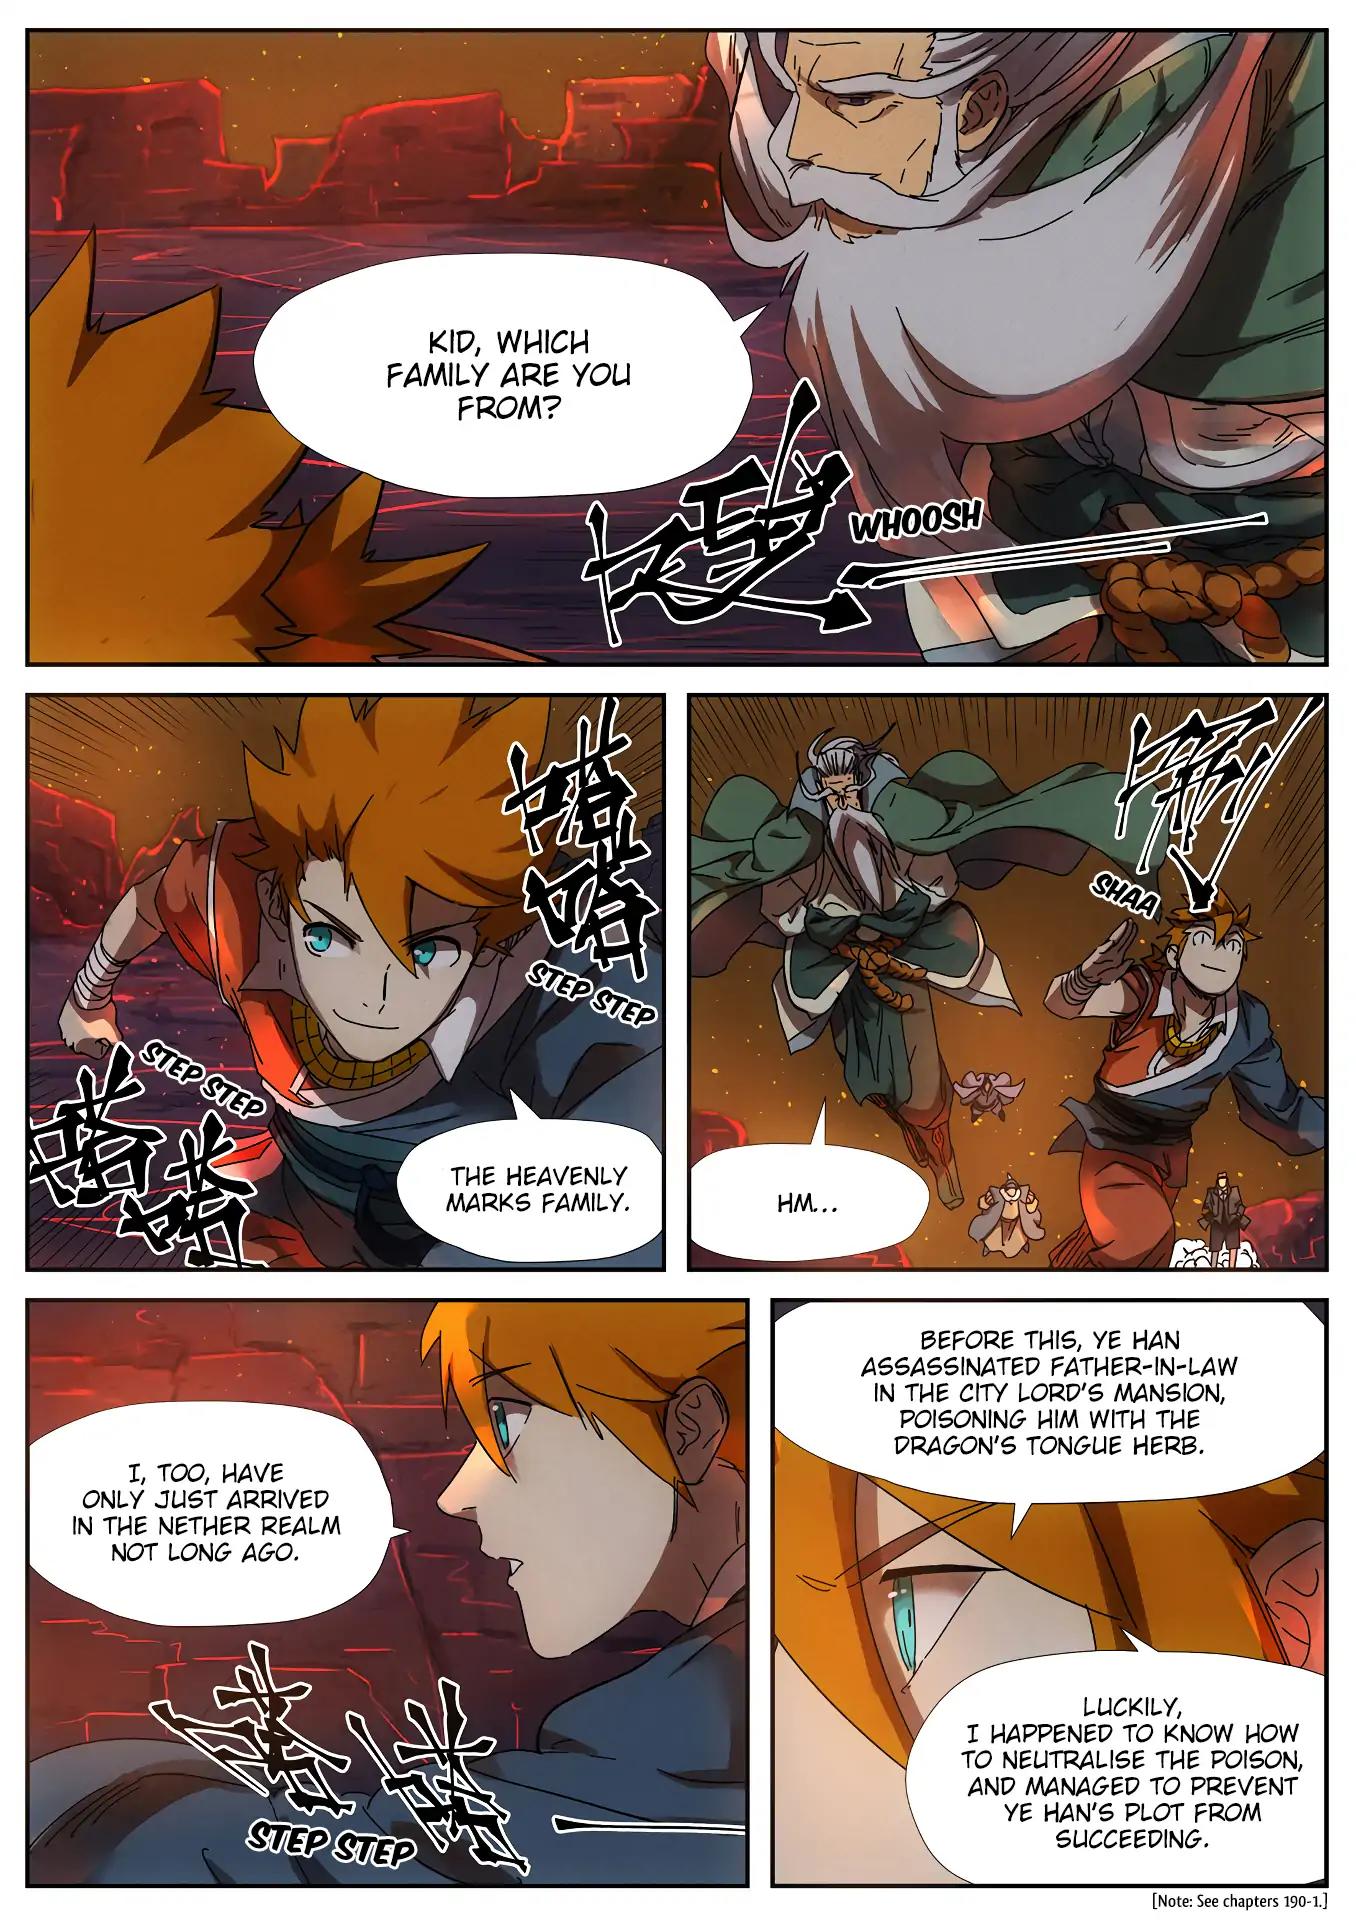 KID, WHICH
FAMILY ARE YOU
FROM?
WHOOSH
STEP STEP
STEP STEP
THE HEAVENLY
MARKS FAMILY.
SHAA
HM...
I, TOO, HAVE
ONLY JUST ARRIVED
IN THE NETHER REALM
NOT LONG AGO.
STEP STEP
BEFORE THIS, YE HAN
ASSASSINATED FATHER-IN-LAW
IN THE CITY LORD'S MANSION,
POISONING HIM WITH THE
DRAGON'S TONGUE HERB.
LUCKILY,
I HAPPENED TO KNOW HOW
TO NEUTRALISE THE POISON,
AND MANAGED TO PREVENT
YE HAN'S PLOT FROM
SUCCEEDING.
[Note: See chapters 190-1.]